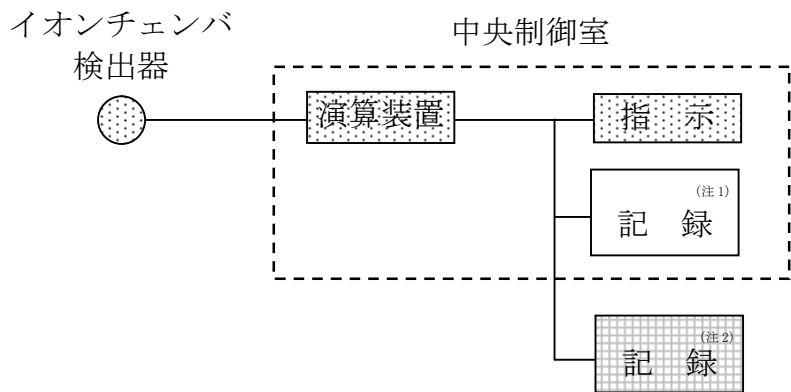 イオンチェンバ
検出器
中央制御室
演算装置
指 示
(注1)
記 録
(注2)
記 録